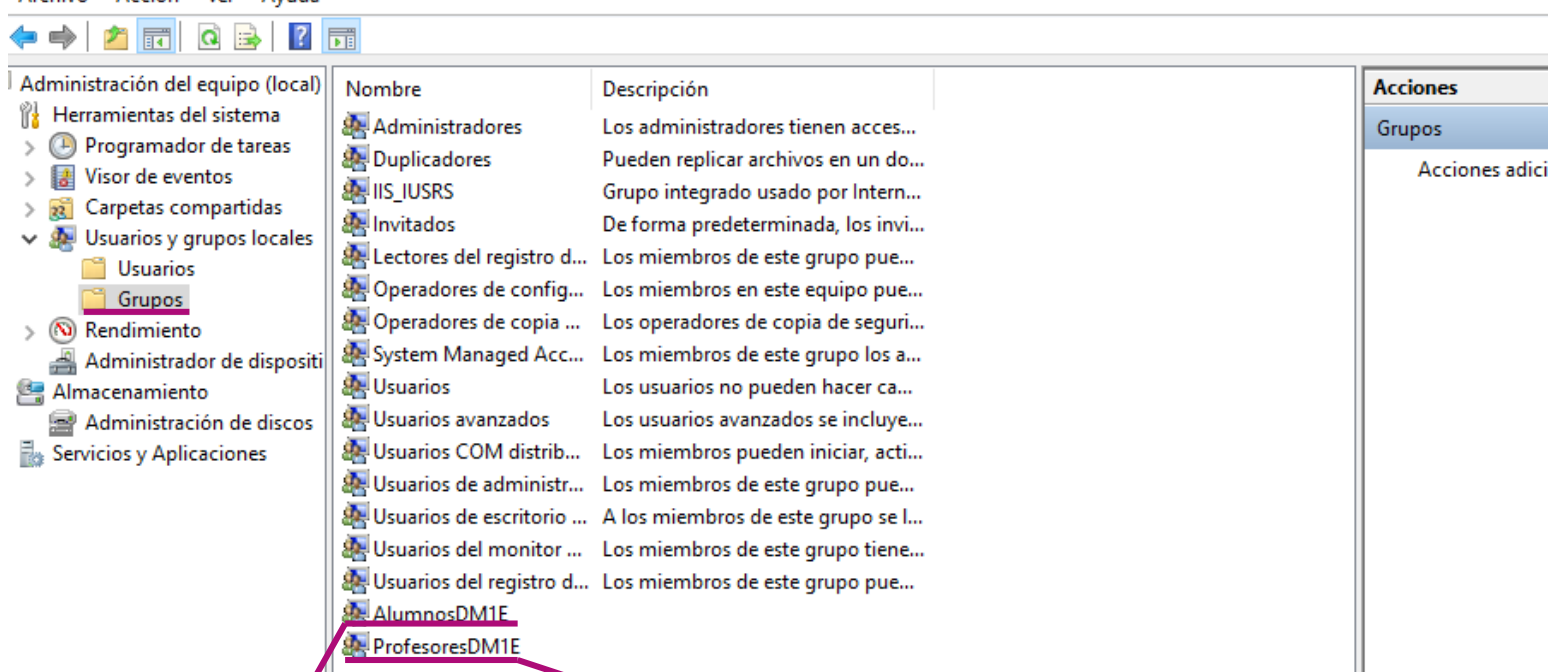 Archivo Acción Ver Ayuda
Administración del equipo (local)
Herramientas del sistema
Programador de tareas
Visor de eventos
Carpetas compartidas
Usuarios y grupos locales
Usuarios
Grupos
Rendimiento
Administrador de dispositi
Almacenamiento
Administración de discos
Servicios y Aplicaciones
Nombre Descripción
Administradores Los administradores tienen acces...
Duplicadores Pueden replicar archivos en un do...
IIS_IUSRS Grupo integrado usado por Intern...
Invitados De forma predeterminada, los invi...
Lectores del registro d... Los miembros de este grupo pue...
Operadores de config... Los miembros en este equipo pue...
Operadores de copia ... Los operadores de copia de seguri...
System Managed Acc... Los miembros de este grupo los a...
Usuarios Los usuarios no pueden hacer ca...
Usuarios avanzados Los usuarios avanzados se incluye...
Usuarios COM distrib... Los miembros pueden iniciar, acti...
Usuarios de administr... Los miembros de este grupo pue...
Usuarios de escritorio ... A los miembros de este grupo se l...
Usuarios del monitor ... Los miembros de este grupo tiene...
Usuarios del registro d... Los miembros de este grupo pue...
AlumnosDM1E
ProfesoresDM1E
Acciones
Grupos
Acciones adici